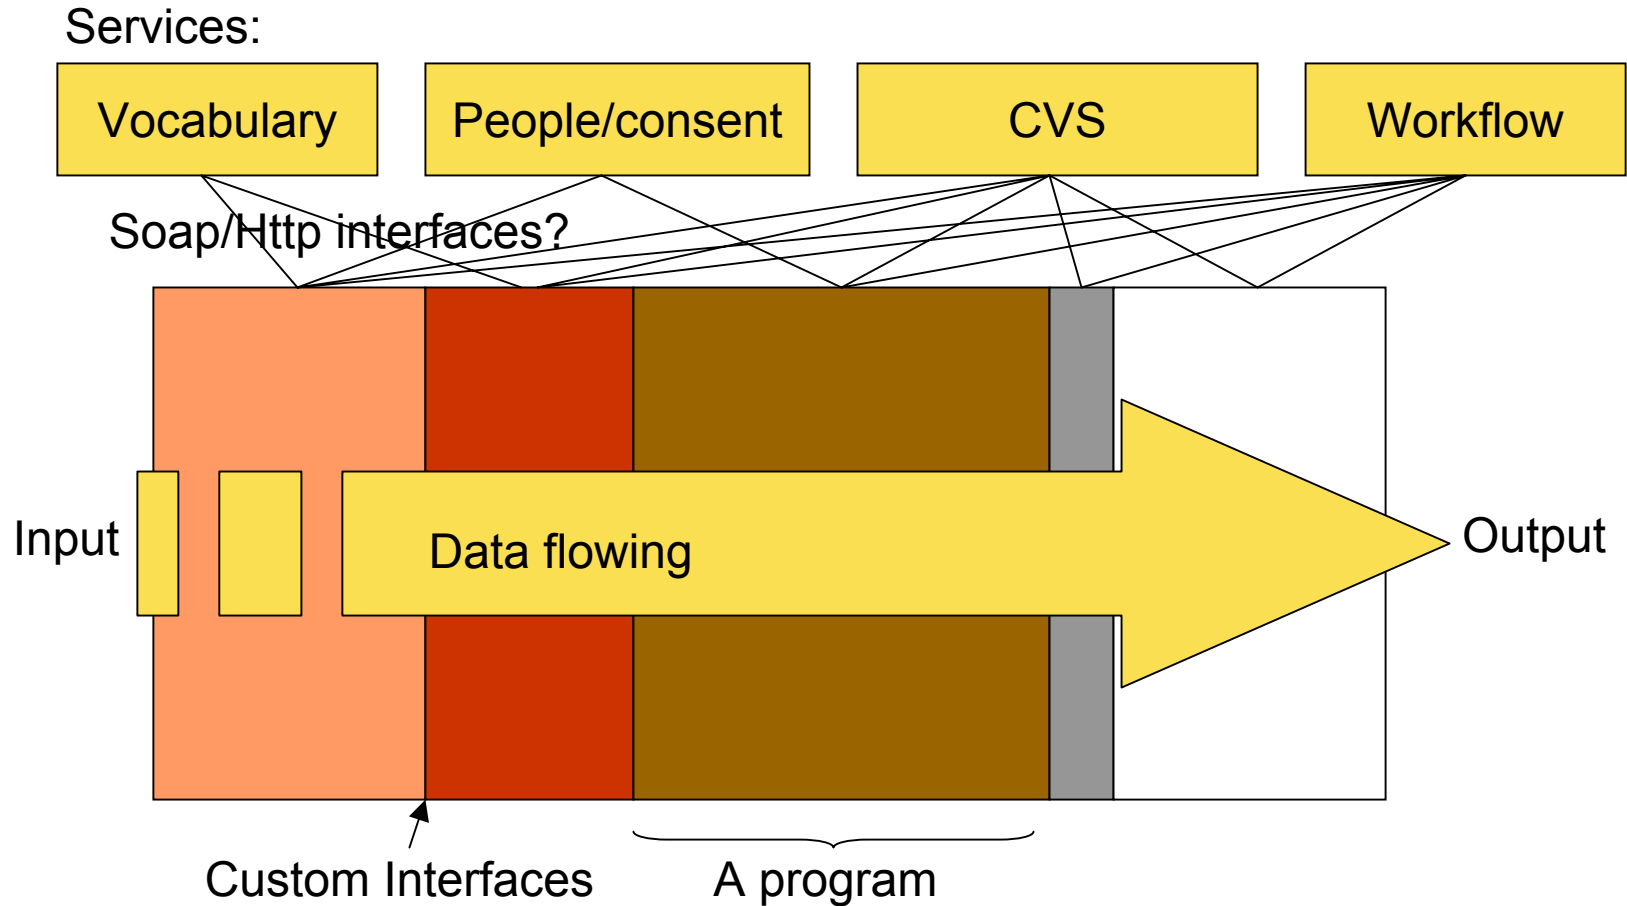 Services:
Vocabulary
People/consent
CVS
Workflow
Soap/Http interfaces?
Input
Data flowing
Output
Custom Interfaces
A program